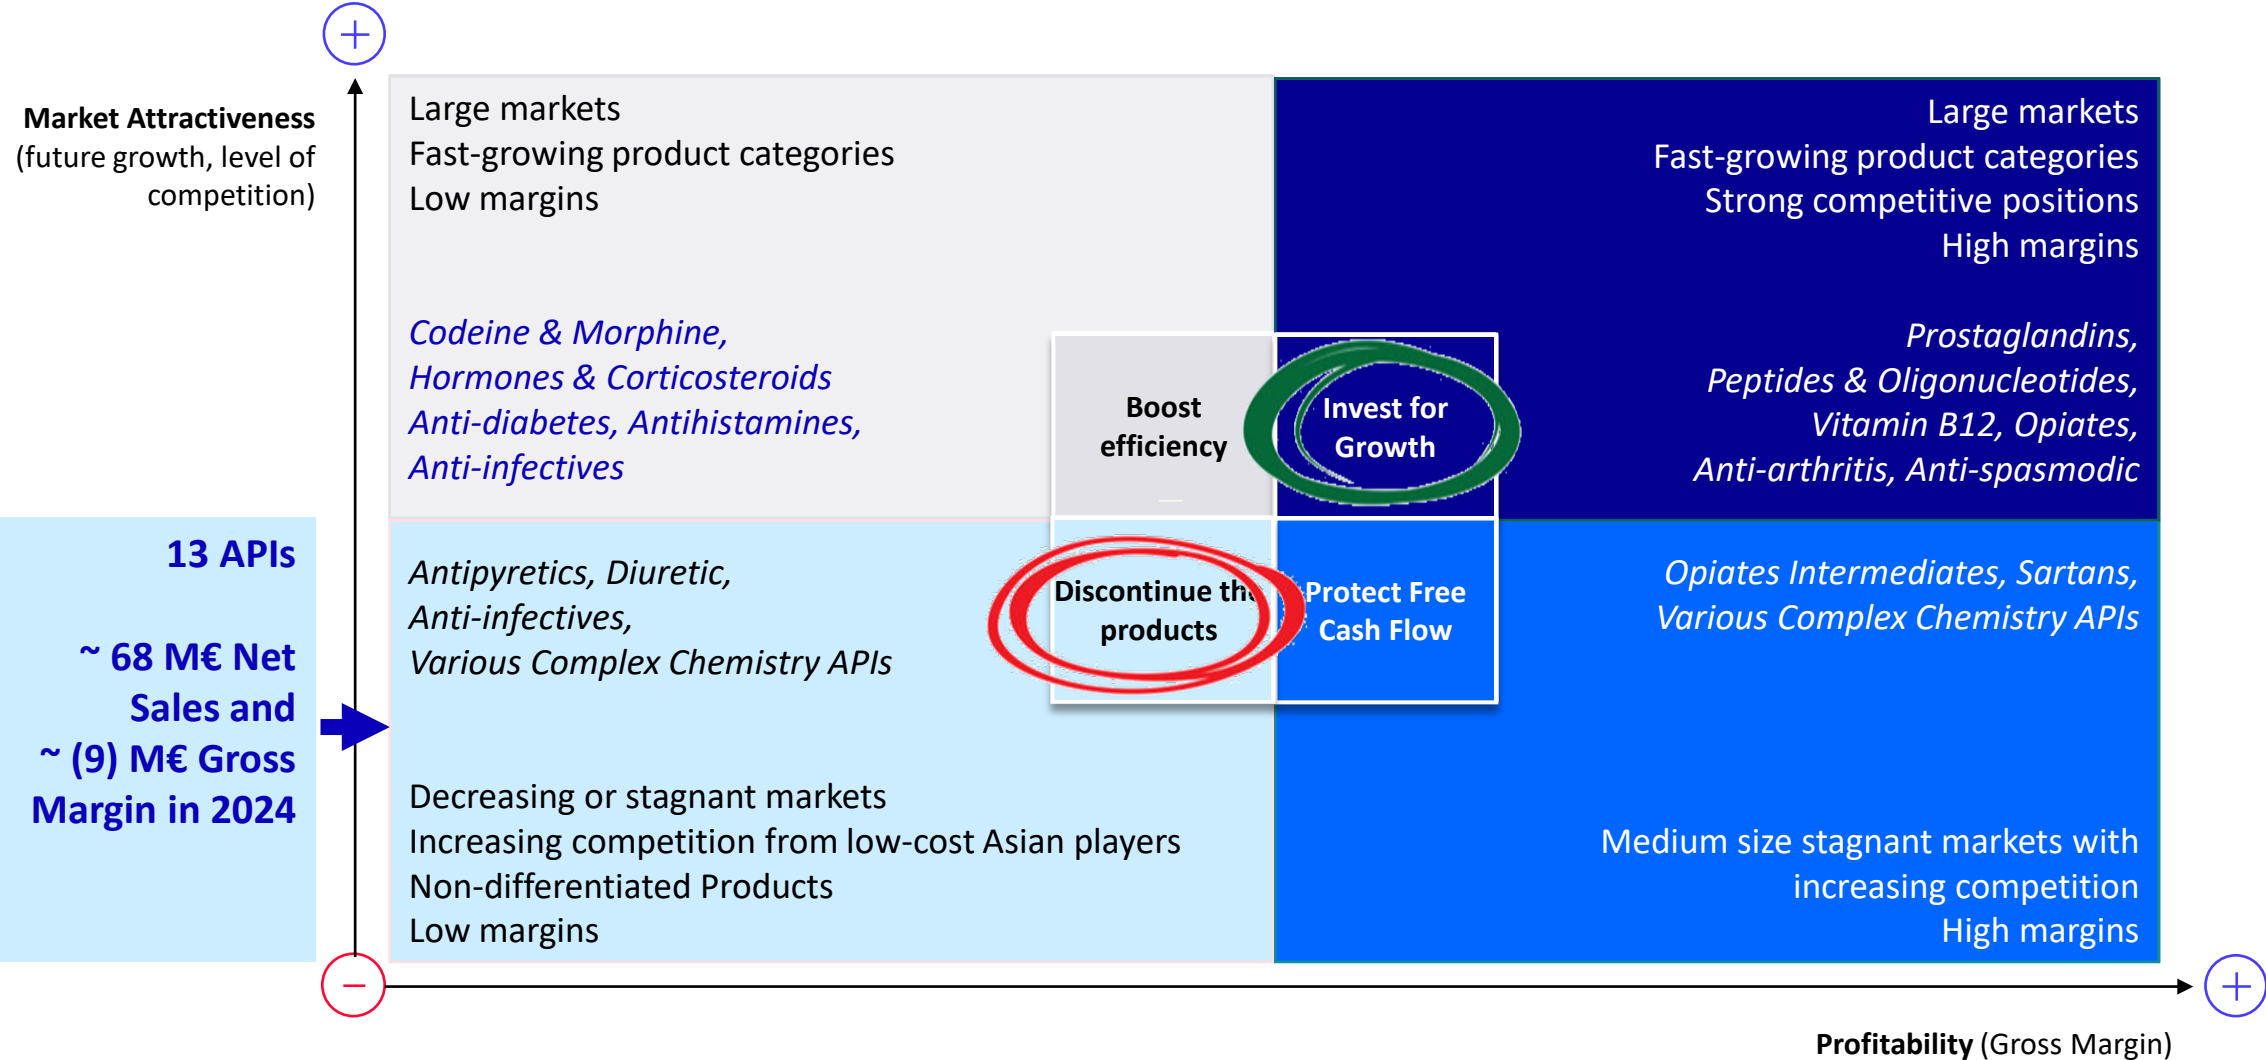 Market Attractiveness
(future growth, level of
competition)
Large markets
Fast-growing product categories
Low margins
Codeine & Morphine,
Hormones & Corticosteroids
Anti-diabetes, Antihistamines,
Anti-infectives
Large markets
Fast-growing product categories
Strong competitive positions
High margins
Prostaglandins,
Peptides & Oligonucleotides,
Vitamin B12, Opiates,
Anti-arthritis, Anti-spasmodic
Boost
efficiency
Invest for
Growth
Discontinue the
products
Protect Free
Cash Flow
13 APIs
~ 68 M€ Net
Sales and
~ (9) M€ Gross
Margin in 2024
Antipyretics, Diuretic,
Anti-infectives,
Various Complex Chemistry APIs
Decreasing or stagnant markets
Increasing competition from low-cost Asian players
Non-differentiated Products
Low margins
Opiates Intermediates, Sartans,
Various Complex Chemistry APIs
Medium size stagnant markets with
increasing competition
High margins
Profitability (Gross Margin)